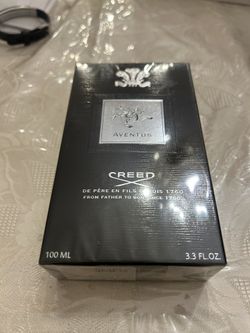 AVENTUS
CREED
DE PÈRE EN FILS DEPUIS 1760
FROM FATHER TO SON SINCE 1760
100 ML 3.3 FL.OZ.